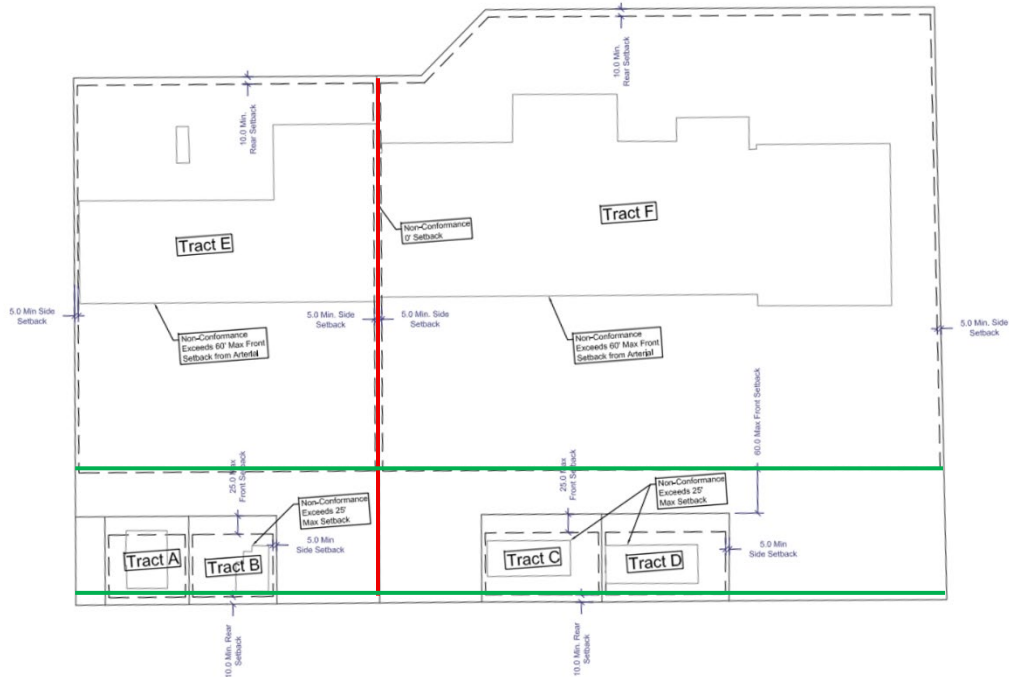 10.0 Min.
Rear Setback
10.0 Min.
Rear Setback
Tract E
Tract F
Non-Conformance
0' Setback
5.0 Min Side
Setback
5.0 Min. Side
Setback
5.0 Min. Side
Setback
5.0 Min. Side
Setback
Non-Conformance
Exceeds 60' Max Front
Setback from Arterial
Non-Conformance
Exceeds 60' Max Front
Setback from Arterial
60.0 Max Front Setback
25.0 Max
Front Setback
Non-Conformance
Exceeds 25'
Max Setback
25.0 Max
Front Setback
Non-Conformance
Exceeds 25'
Max Setback
5.0 Min
Side Setback
5.0 Min
Side Setback
Tract A
Tract B
Tract C
Tract D
10.0 Min. Rear
Setback
10.0 Min. Rear
Setback